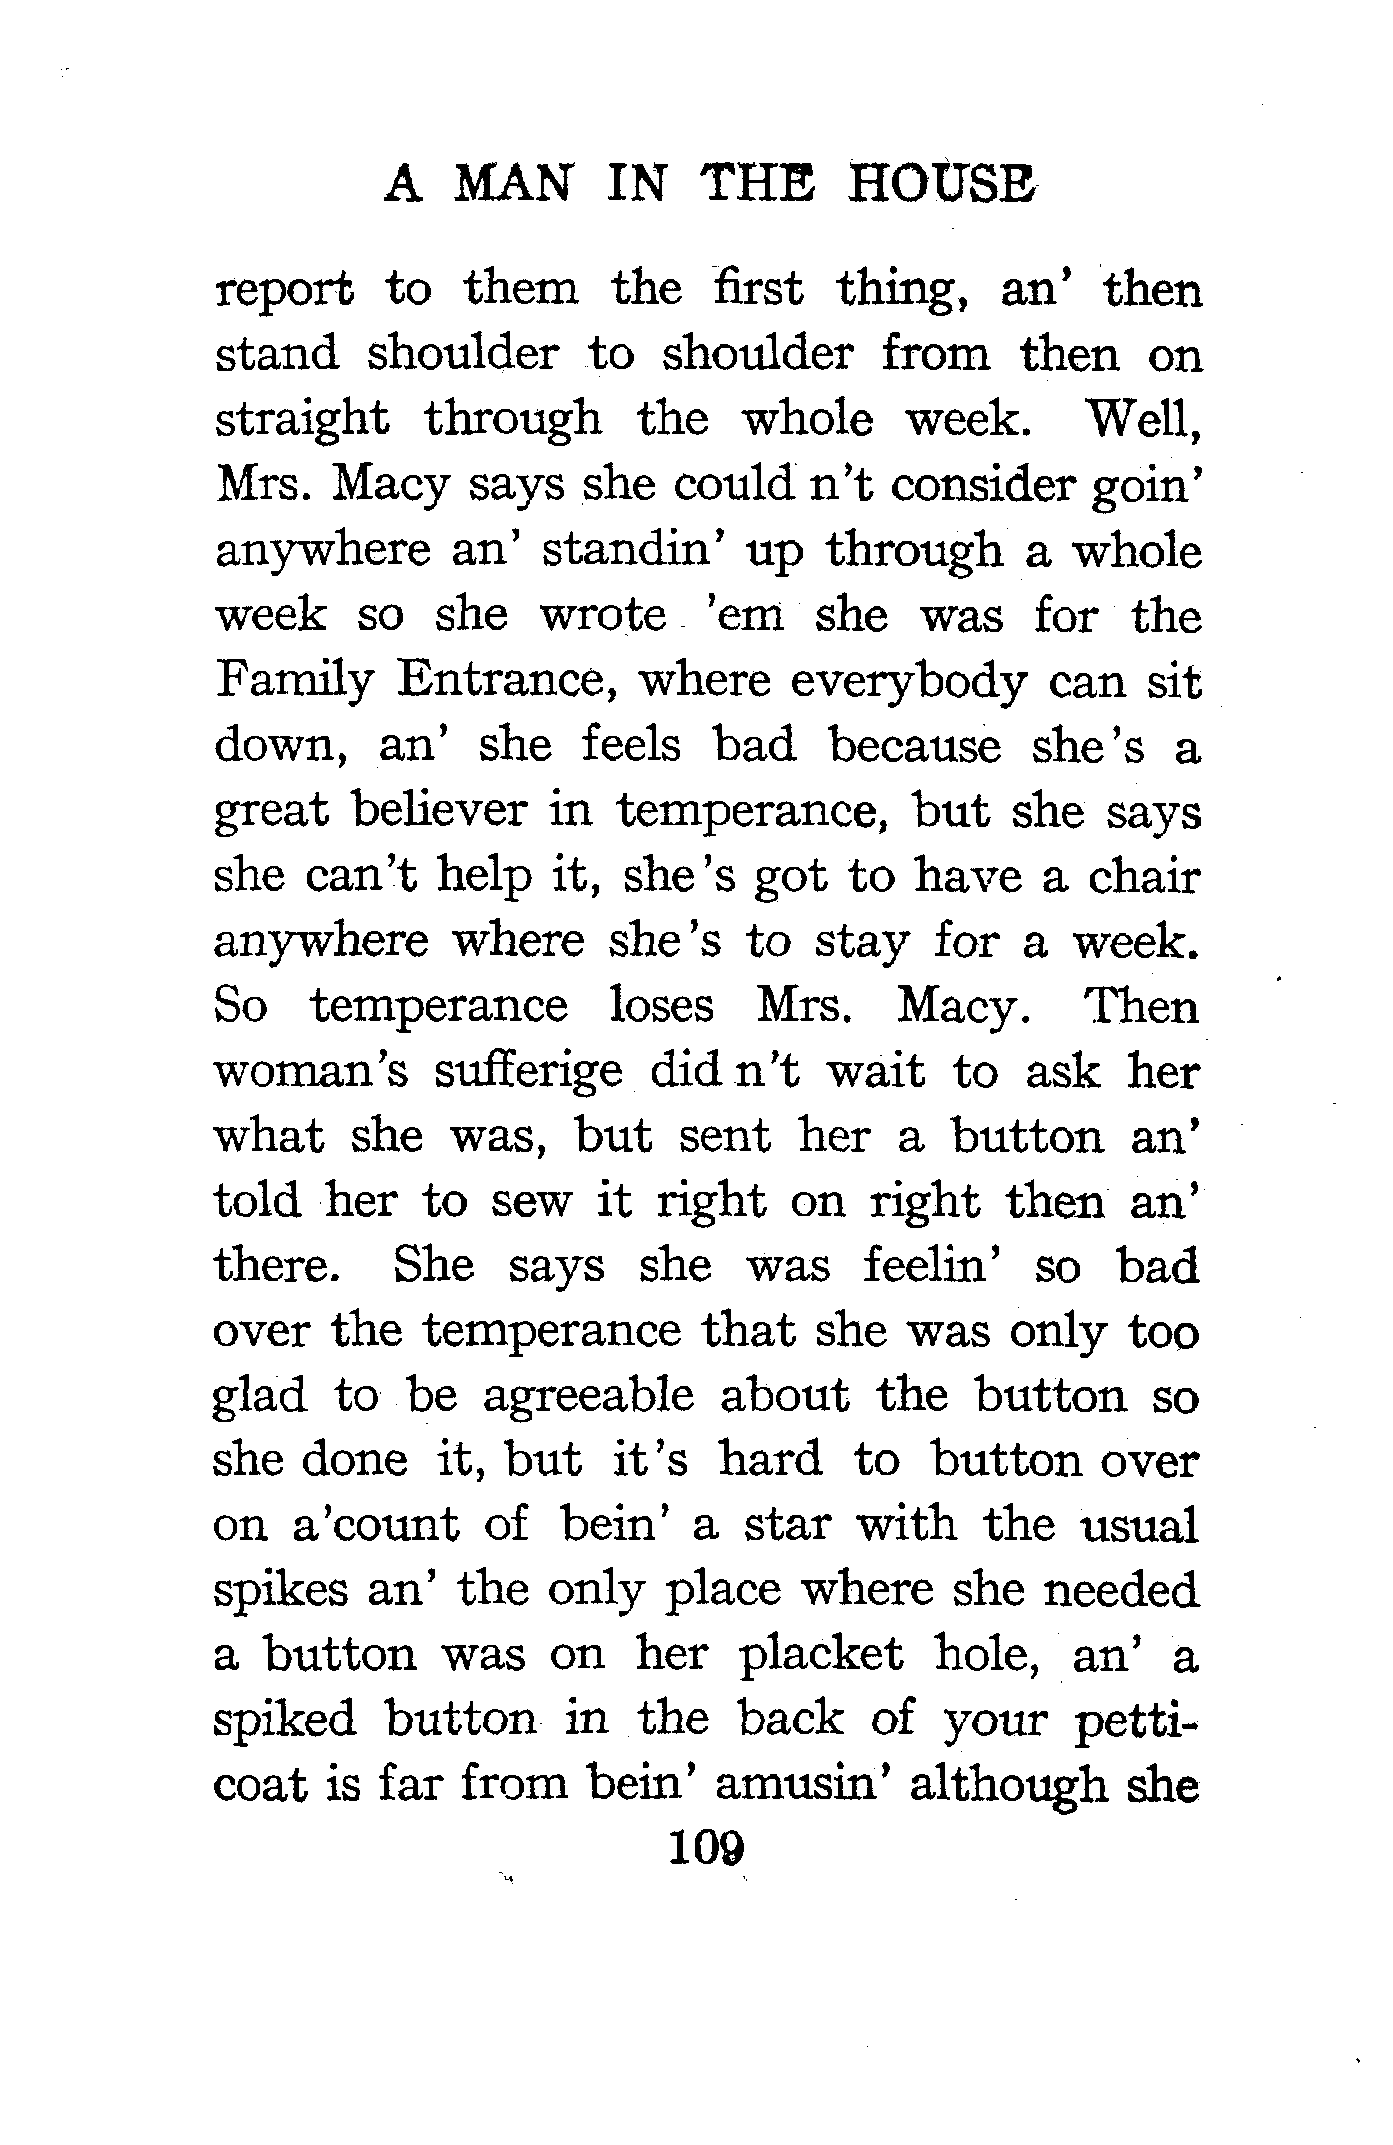 A MAN IN THE HOUSE
report to them the first thing, an' then
stand shoulder to shoulder from then on
straight through the whole week. Well,
Mrs. Macy says she could n't consider goin'
anywhere an' standin' up through a whole
week so she wrote 'em she was for the
Family Entrance, where everybody can sit
down, an' she feels bad because she 's a
great believer in temperance, but she says
she can't help it, she 's got to have a chair
anywhere where she 's to stay for a week.
So temperance loses Mrs. Macy. Then
woman's sufferige did n't wait to ask her
what she was, but sent her a button an'
told her to sew it right on right then an'
there. She says she was feelin' so bad
over the temperance that she was only too
glad to be agreeable about the button so
she done it, but it 's hard to button over
on a'count of bein' a star with the usual
spikes an' the only place where she needed
a button was on her placket hole, an' a
spiked button in the back of your petti-
coat is far from bein' amusin' although she
109